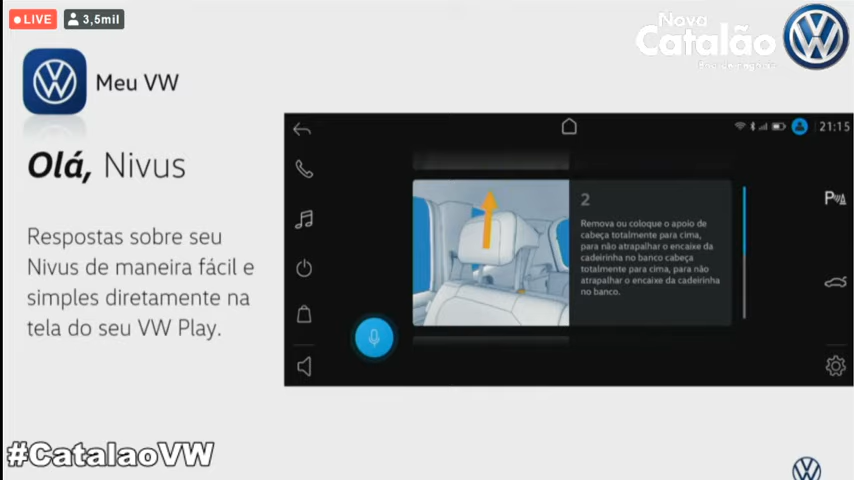 LIVE
3,5mil
Nova
Catalão
Meu VW
21:15
Olá, Nivus
2
Remova ou coloque o apoio de
cabeça totalmente para cima,
para não atrapalhar o encaixe da
cadeirinha no banco cabeça
totalmente para cima, para não
atrapalhar o encaixe da cadeirinha
no banco.
Respostas sobre seu
Nivus de maneira fácil e
simples diretamente na
tela do seu VW Play.
#CatalaoVW